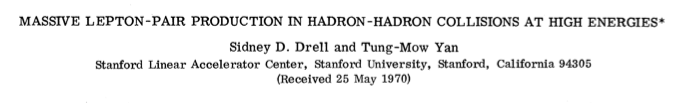 MASSIVE LEPTON-PAIR PRODUCTION IN HADRON-HADRON COLLISIONS AT HIGH ENERGIES*
Sidney D. Drell and Tung-Mow Yan
Stanford Linear Accelerator Center, Stanford University, Stanford, California 94305
(Received 25 May 1970)